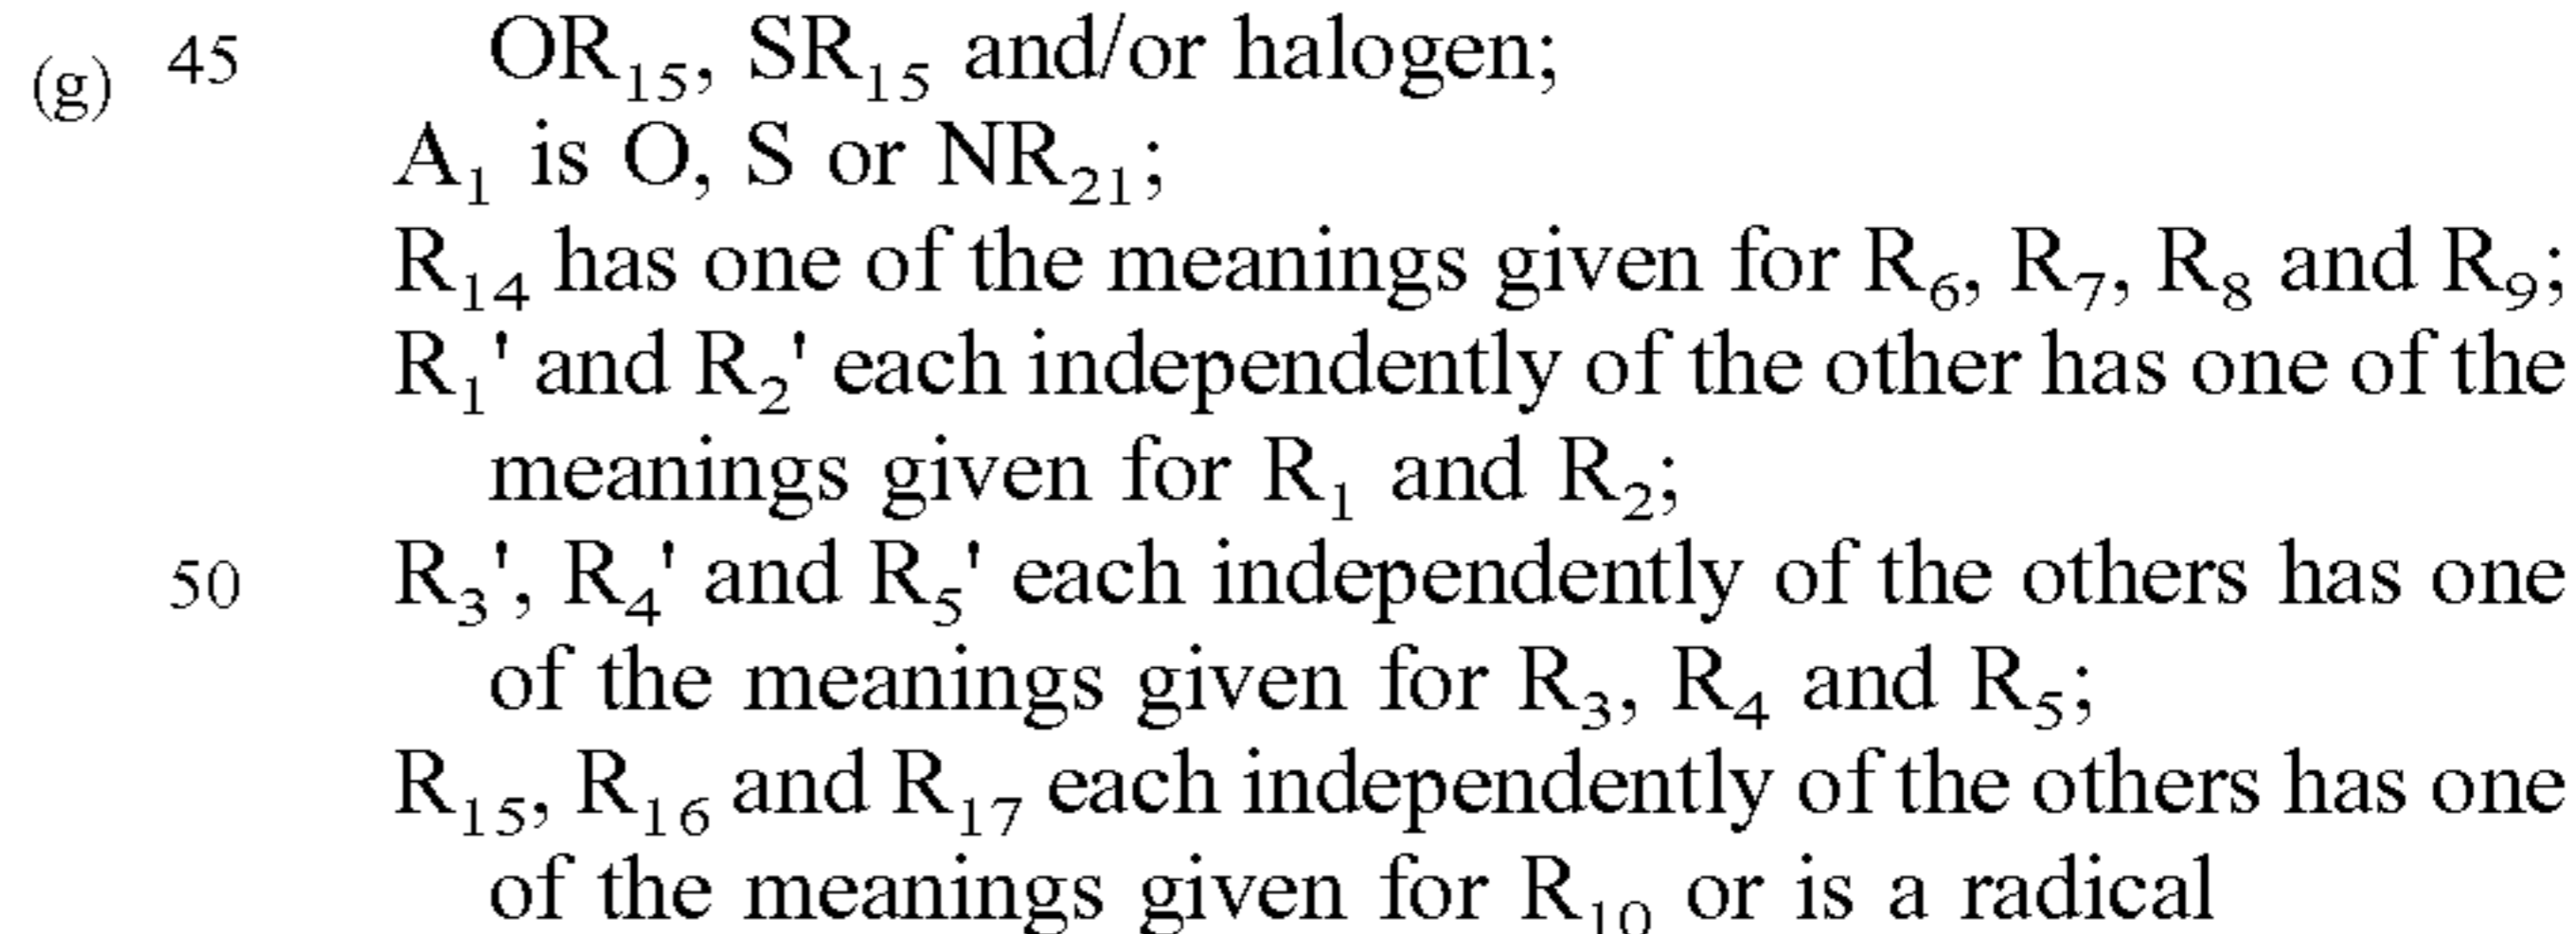 (g) 45 OR₁₅, SR₁₅ and/or halogen;
A₁ is O, S or NR₂₁;
R₁₄ has one of the meanings given for R₆, R₇, R₈ and R₉;
R₁' and R₂' each independently of the other has one of the
meanings given for R₁ and R₂;
50 R₃', R₄' and R₅' each independently of the others has one
of the meanings given for R₃, R₄ and R₅;
R₁₅, R₁₆ and R₁₇ each independently of the others has one
of the meanings given for R₁₀ or is a radical